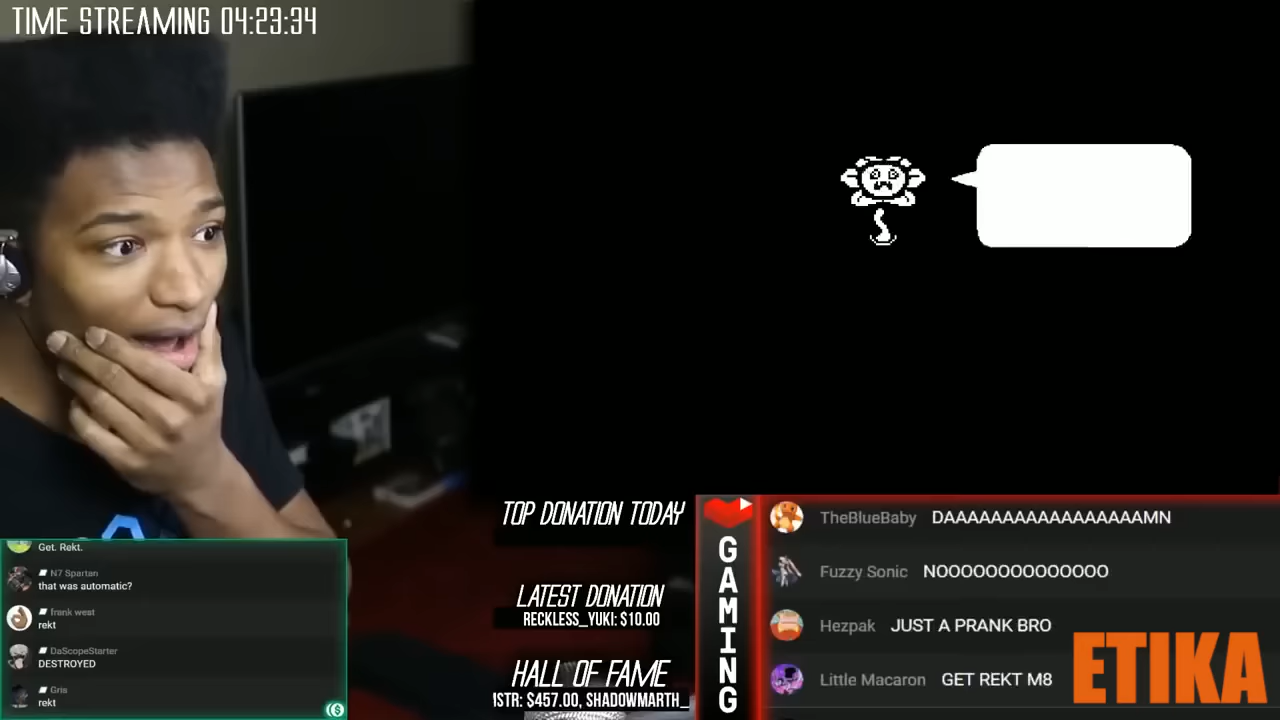 TIME STREAMING 04:23:34
Get. Rekt.
N7 Spartan
that was automatic?
frank west
rekt
DaScopeStarter
DESTROYED
Gris
rekt
TOP DONATION TODAY
LATEST DONATION
RECKLESS_YUKI: $10.00
HALL OF FAME
1STR: $457.00, SHADOWMARTH_
GAMING
TheBlueBaby DAAAAAAAAAAAAAAAAAMN
Fuzzy Sonic NOOOOOOOOOOOOO
Hezpak JUST A PRANK BRO
Little Macaron GET REKT M8
ETIKA